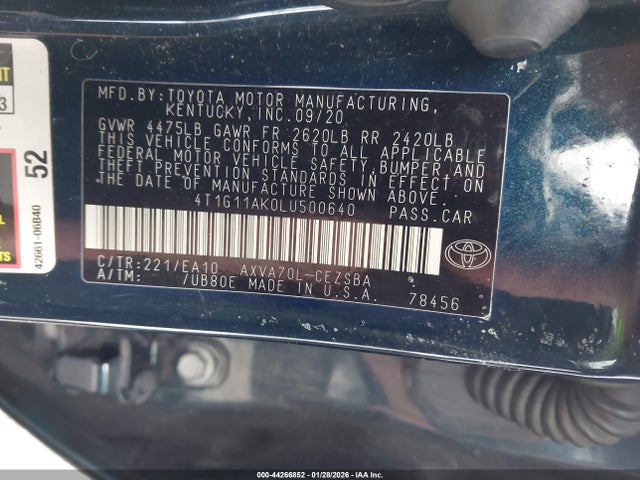 MFD.BY:TOYOTA MOTOR MANUFACTURING,
KENTUCKY,INC.09/20
GVWR 4475LB GAWR FR 2620LB RR 2420LB
THIS VEHICLE CONFORMS TO ALL APPLICABLE
FEDERAL MOTOR VEHICLE SAFETY,BUMPER,AND
THEFT PREVENTION STANDARDS IN EFFECT ON
THE DATE OF MANUFACTURE SHOWN ABOVE.
4T1G11AK0LU500640 PASS.CAR
C/TR:221/EA10 AXVA70L-CEZSBA
A/TM: 7UB80E MADE IN U.S.A. 78456
52
42661-06B40
3
000-44266852 | 01/28/2026 - IAA Inc.